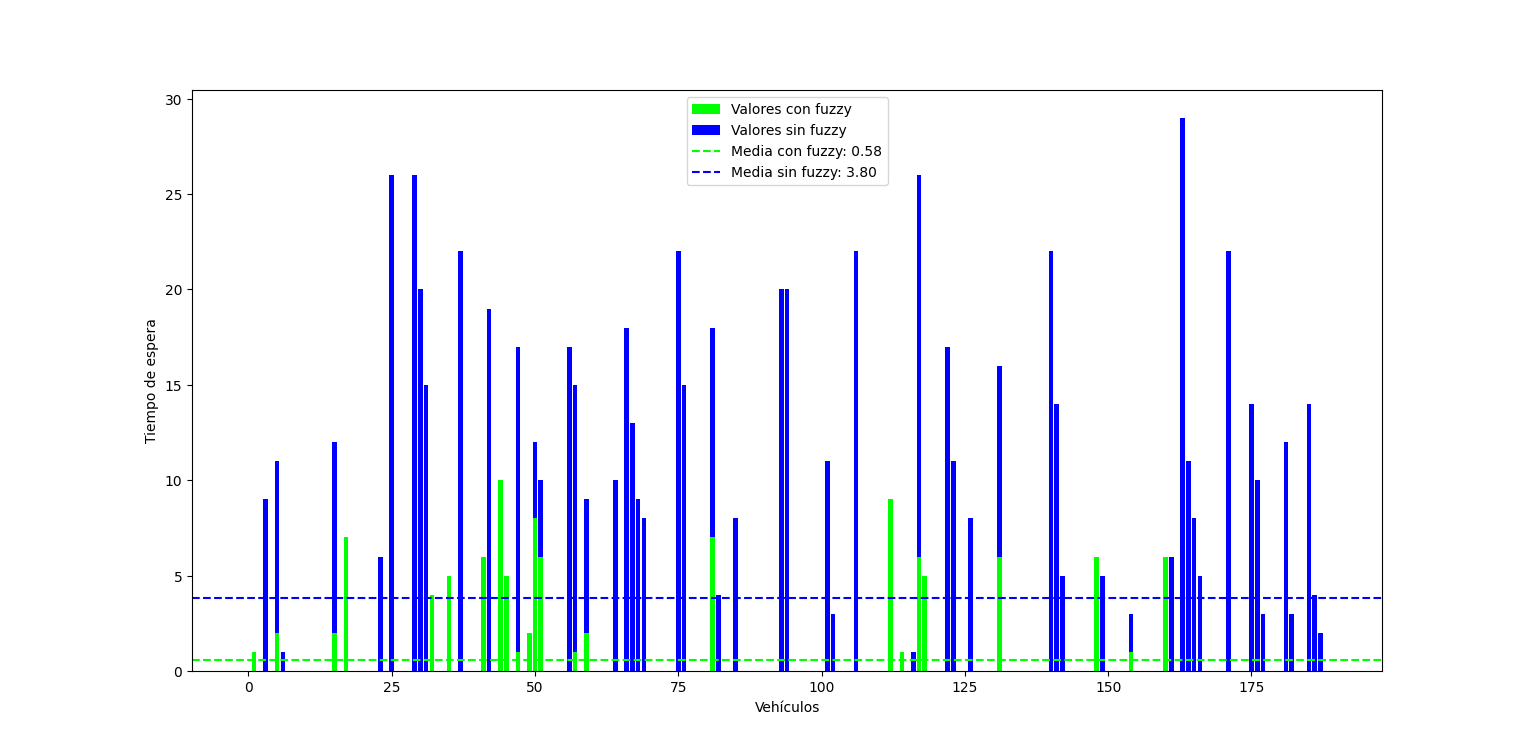 30
25
20
15
10
5
0
Tiempo de espera
Valores con fuzzy
Valores sin fuzzy
Media con fuzzy: 0.58
Media sin fuzzy: 3.80
0 25 50 75 100 125 150 175
Vehículos